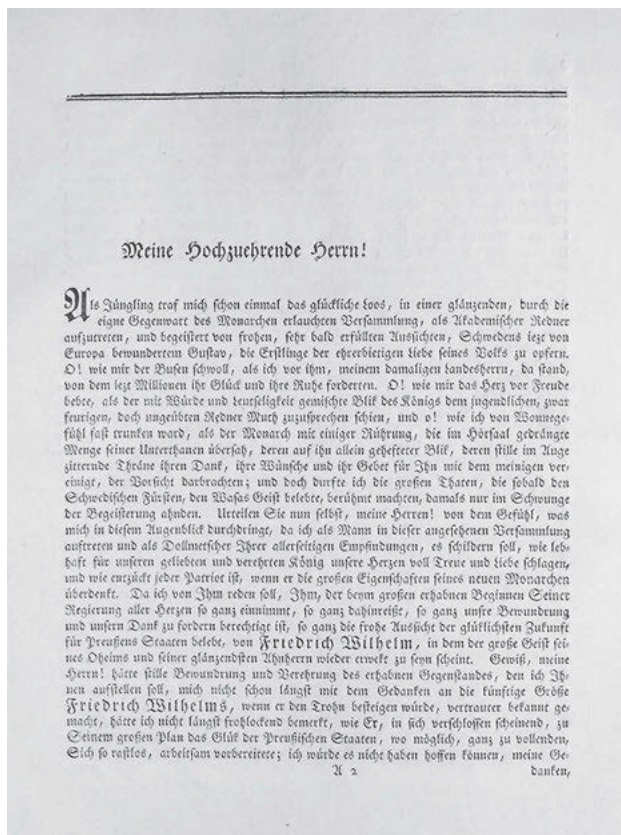 Meine Hochzuehrende Herrn!
Als Jüngling traf mich schon einmal das glückliche Loos, in einer glänzenden, durch die
eigne Gegenwart des Monarchen erlauchten Versammlung, als Akademischer Redner
aufzutreten, und begeistert von frohen, sehr bald erfüllten Aussichten, Schwedens iezt von
Europa bewundertem Gustav, die Erstlinge der ehrerbietigen Liebe seines Volks zu opfern.
O! wie mir der Busen schwoll, als ich vor ihm, meinem damaligen Landesherrn, da stand,
von dem iezt Millionen ihr Glück und ihre Ruhe forderten. O! wie mir das Herz vor Freude
bebte, als der mit Würde und Leutseligkeit gemischte Blik des Königs dem jugendlichen, zwar
feurigen, doch ungeübten Redner Muth zuzusprechen schien, und o! wie ich von Wonnege-
fühl fast trunken ward, als der Monarch mit einiger Rührung, die im Hörsaal gedrängte
Menge seiner Unterthanen übersah, deren auf ihn allein gehefteter Blik, deren stille im Auge
zitternde Thräne ihren Dank, ihre Wünsche und ihr Gebet für Ihn mit dem meinigen ver-
einigt, der Vorsicht darbrachten; und doch durfte ich die großen Thaten, die sobald den
Schwedischen Fürsten, den Wasas Geist belebte, berühmt machten, damals nur im Schwunge
der Begeisterung ahnden. Urteilen Sie nun selbst, meine Herren! von dem Gefühl, was
mich in diesem Augenblick durchdringt, da ich als Mann in dieser angesehenen Versammlung
auftreten und als Dollmetscher Ihrer allerseitigen Empfindungen, es schildern soll, wie leb-
haft für unseren geliebten und verehrten König unsere Herzen voll Treue und Liebe schlagen,
und wie entzückt jeder Patriot ist, wenn er die großen Eigenschaften seines neuen Monarchen
überdenkt. Da ich von Ihm reden soll, Ihm, der beym großen erhabnen Beginnen Seiner
Regierung aller Herzen so ganz einnimmt, so ganz dahinreißt, so ganz unsre Bewundrung
und unsern Dank zu fordern berechtigt ist, so ganz die frohe Aussicht der glücklichsten Zukunft
für Preußens Staaten belebt, von Friedrich Wilhelm, in dem der große Geist sei-
nes Oheims und seiner glänzendsten Ahnherrn wieder erwekt zu seyn scheint. Gewiß, meine
Herrn! hätte stille Bewundrung und Verehrung des erhabnen Gegenstandes, den ich Ih-
nen aufstellen soll, mich nicht schon längst mit dem Gedanken an die künftige Größe
Friedrich Wilhelms, wenn er den Trohn besteigen würde, vertrauter bekannt ge-
macht, hätte ich nicht längst frohlockend bemerkt, wie Er, in sich verschlossen scheinend, zu
Seinem großen Plan das Glük der Preußischen Staaten, wo möglich, ganz zu vollenden,
Sich so rastlos, arbeitsam vorbereitete; ich würde es nicht haben hoffen können, meine Ge-
A 2
danken,